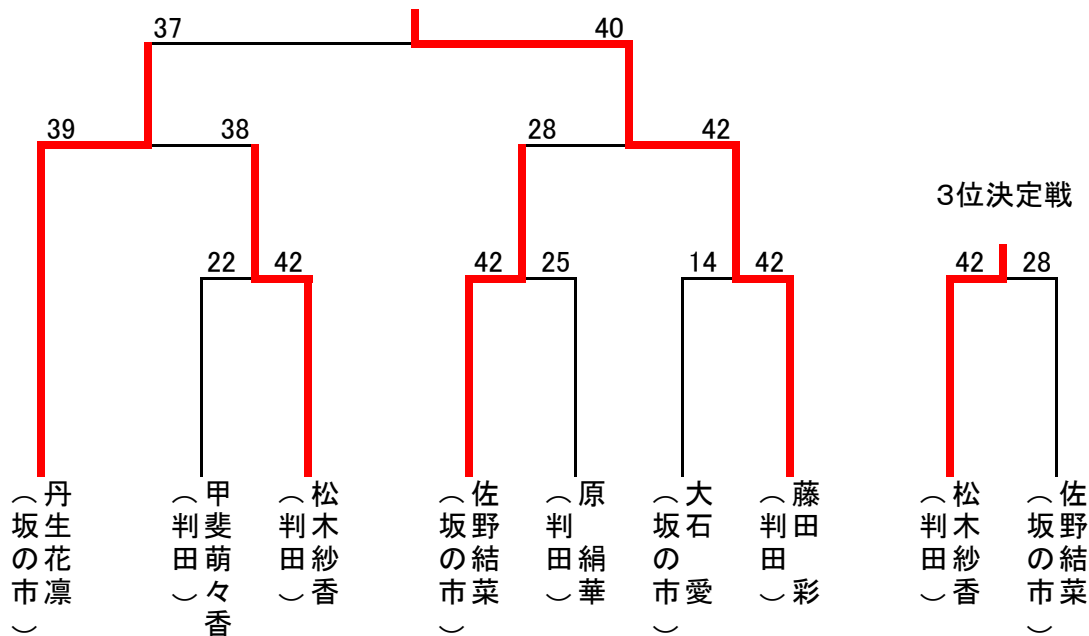 37
40
39
38
28
42
3位決定戦
22
42
42
25
14
42
42
28
丹生花凛
（坂の市）
甲斐萌々香
（判田）
松木紗香
（判田）
佐野結菜
（坂の市）
原　絹華
（判田）
大石　愛
（坂の市）
藤田　彩
（判田）
松木紗香
（判田）
佐野結菜
（坂の市）